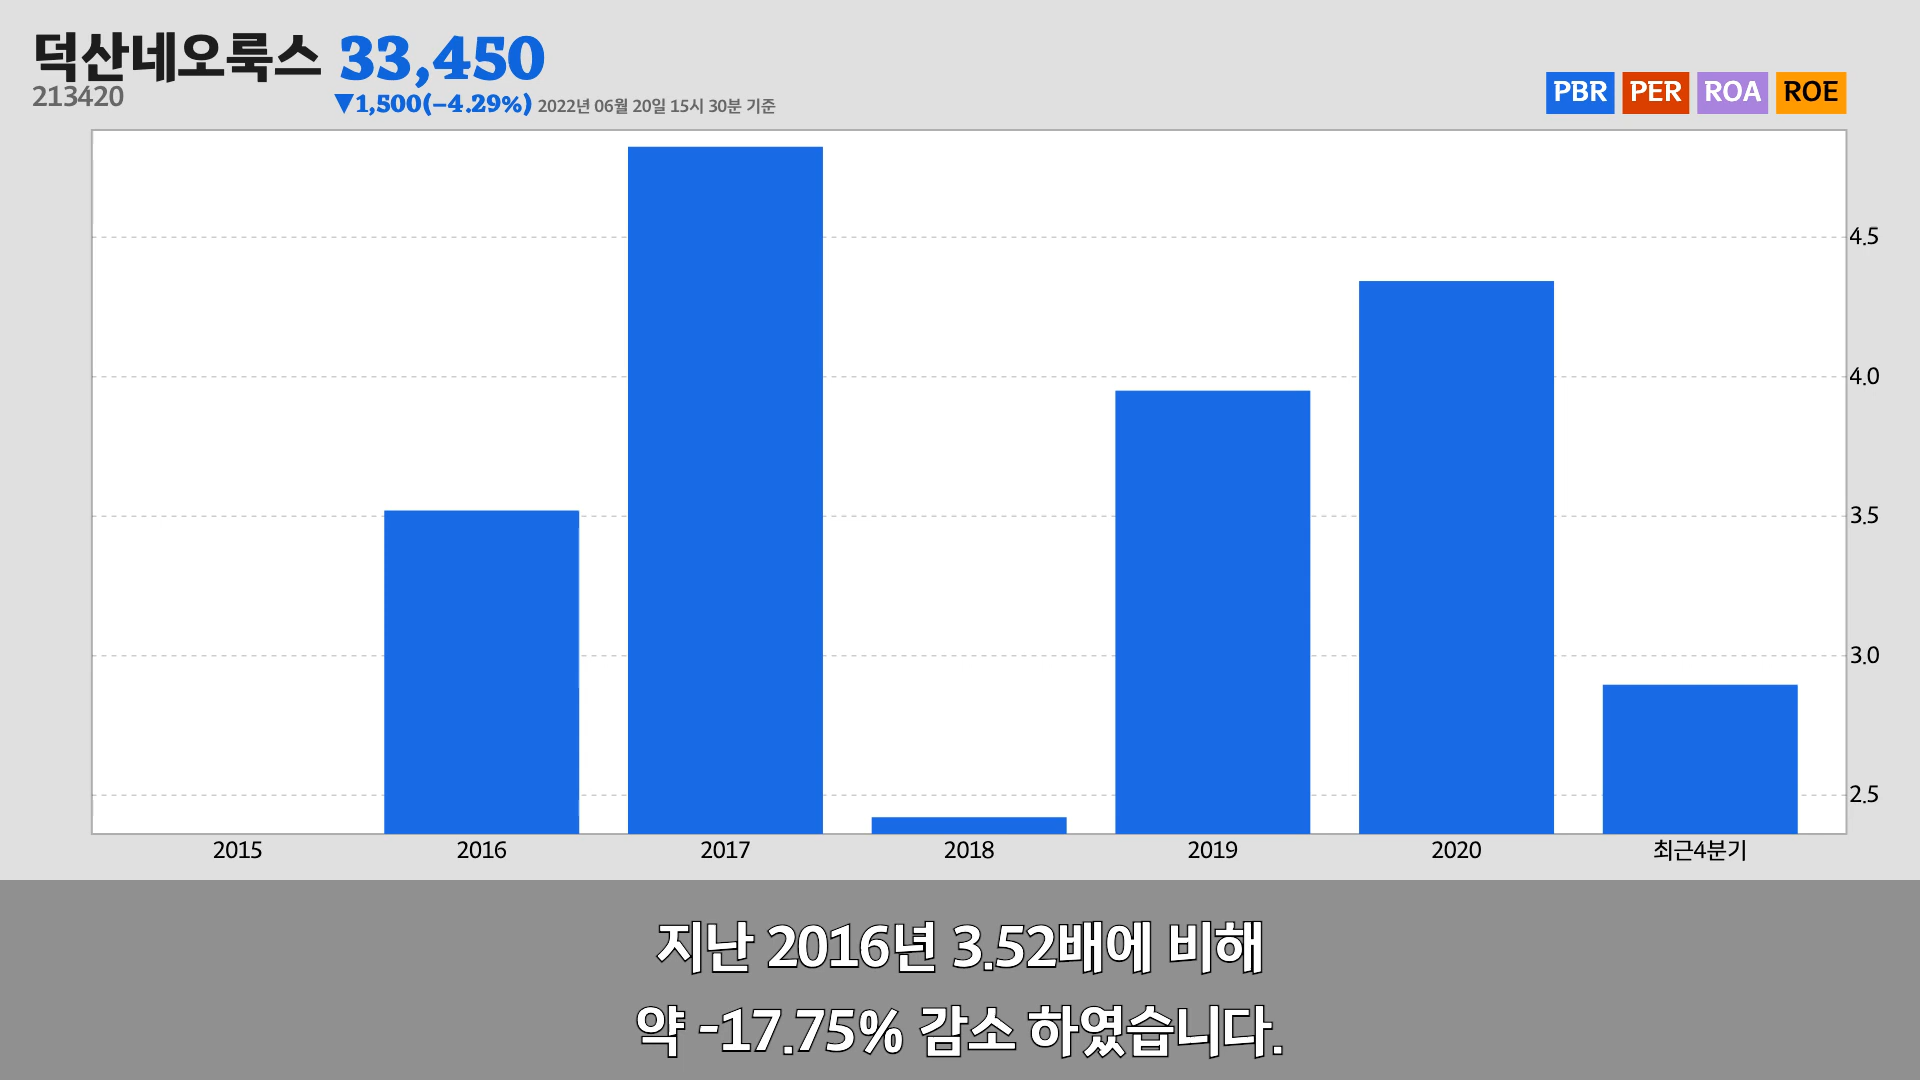 덕산네오룩스 33,450
213420
▼1,500(−4.29%) 2022년 06월 20일 15시 30분 기준
PBR PER ROA ROE
4.5
4.0
3.5
3.0
2.5
2015 2016 2017 2018 2019 2020 최근4분기
지난 2016년 3.52배에 비해
약 -17.75% 감소 하였습니다.